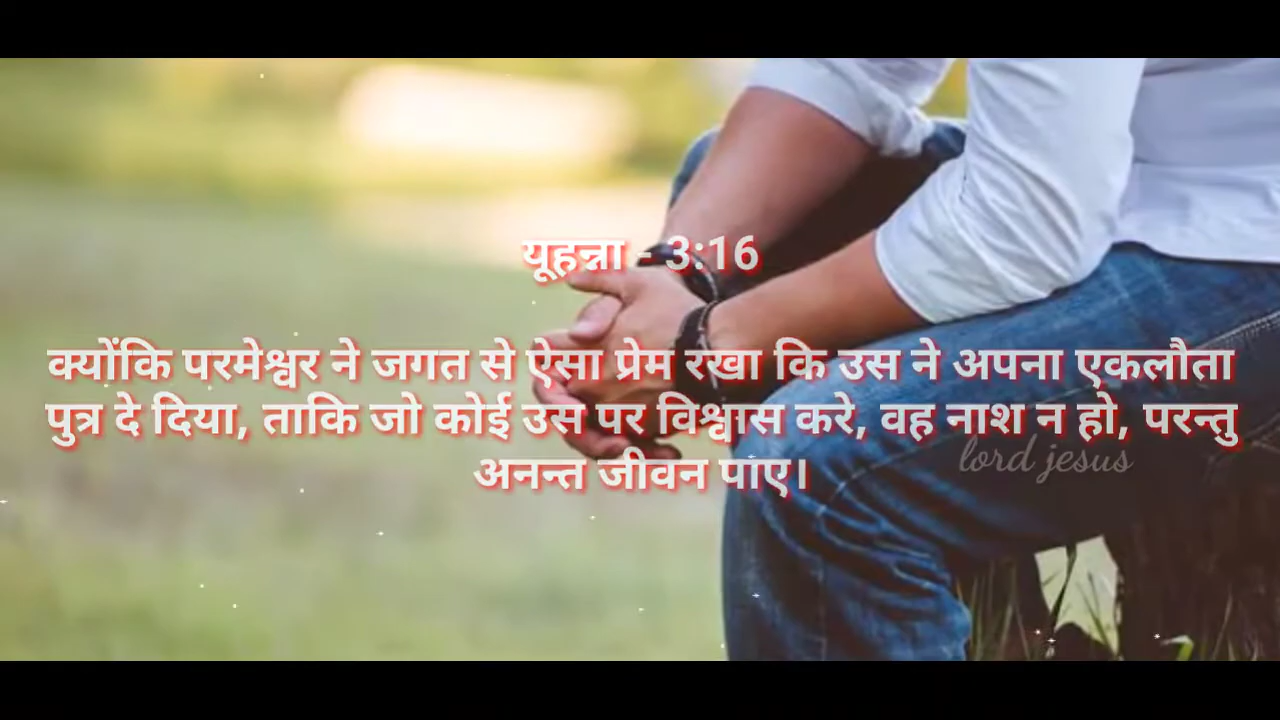 यूहन्ना - 3:16
क्योंकि परमेश्वर ने जगत से ऐसा प्रेम रखा कि उस ने अपना एकलौता
पुत्र दे दिया, ताकि जो कोई उस पर विश्वास करे, वह नाश न हो, परन्तु
अनन्त जीवन पाए।
lord jesus